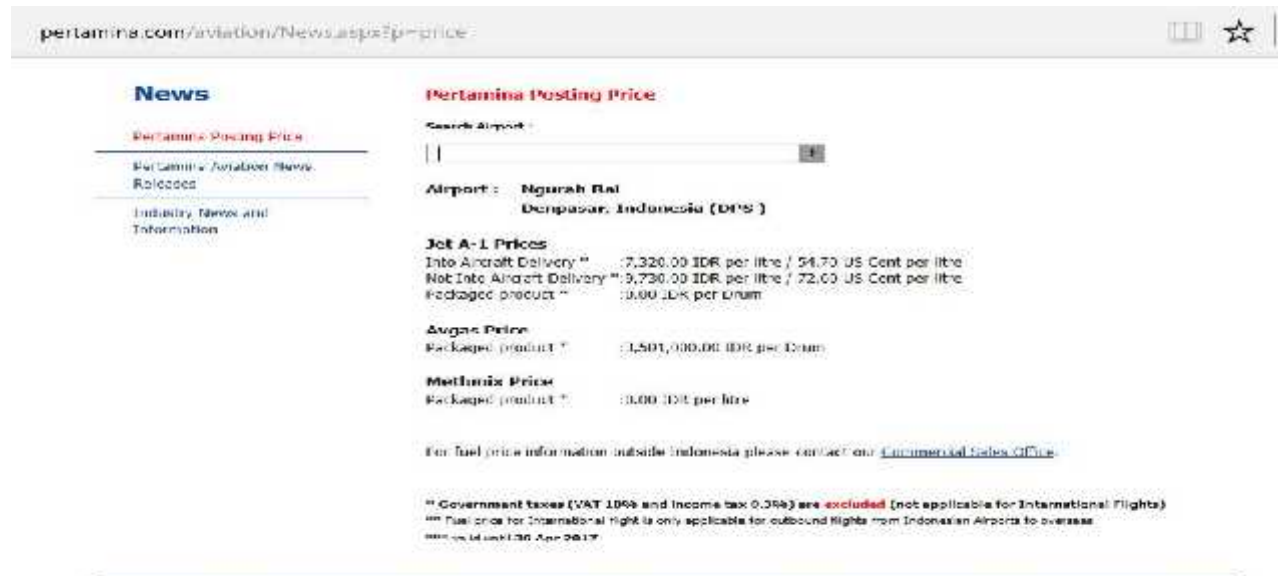 pertamina.com/aviation/News.aspx?p=price
News
Pertamina Posting Price
Pertamina Aviation News
Releases
Industry News and
Information
Pertamina Posting Price
Search Airport :
Airport : Ngurah Rai
Denpasar, Indonesia (DPS )
Jet A-1 Prices
Into Aircraft Delivery ** :7,320.00 IDR per litre / 54.70 US Cent per litre
Not Into Aircraft Delivery **:9,730.00 IDR per litre / 72.60 US Cent per litre
Packaged product ** :0.00 IDR per Drum
Avgas Price
Packaged product * IDR per Drum
Price
Packaged product * :0.00 IDR per litre
For fuel price information outside Indonesia please contact our Commercial Sales Office.
** Government taxes (VAT 10% and income tax 0.3%) are excluded (not applicable for International Flights)
*** Fuel price for International flight is only applicable for outbound flights from Indonesian Airports to overseas
**** valid until 30 Apr 2017